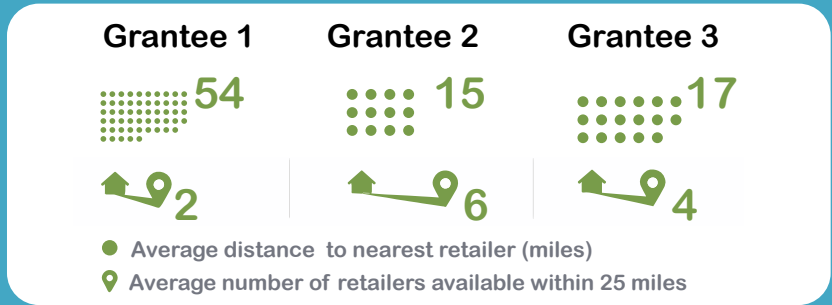 Grantee 1 Grantee 2 Grantee 3
54 15 17
2 6 4
Average distance to nearest retailer (miles)
Average number of retailers available within 25 miles